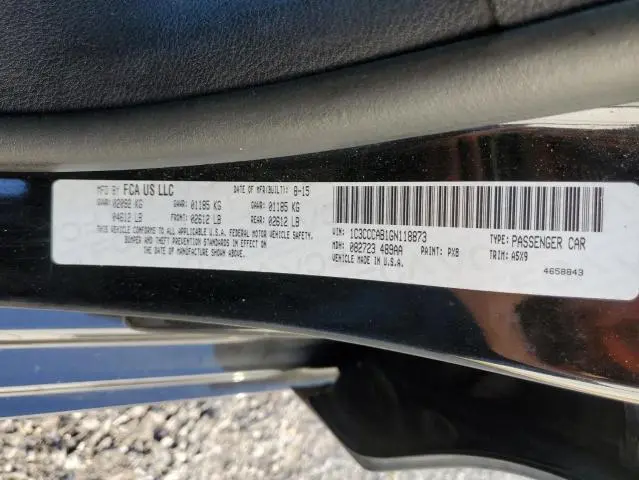 MFD BY FCA US LLC DATE OF MFR(BUILT): 8-15
GVWR: 02092 KG GAWR: 01185 KG GAWR: 01185 KG
04612 LB FRONT: 02612 LB REAR: 02612 LB
THIS VEHICLE CONFORMS TO ALL APPLICABLE U.S.A. FEDERAL MOTOR VEHICLE SAFETY,
BUMPER AND THEFT PREVENTION STANDARDS IN EFFECT ON
THE DATE OF MANUFACTURE SHOWN ABOVE.
VIN: 1C3CCCAB1GN118873 TYPE: PASSENGER CAR
MDH: 082723 489AA PAINT: PX8 TRIM: A5X9
VEHICLE MADE IN U.S.A. 4658843